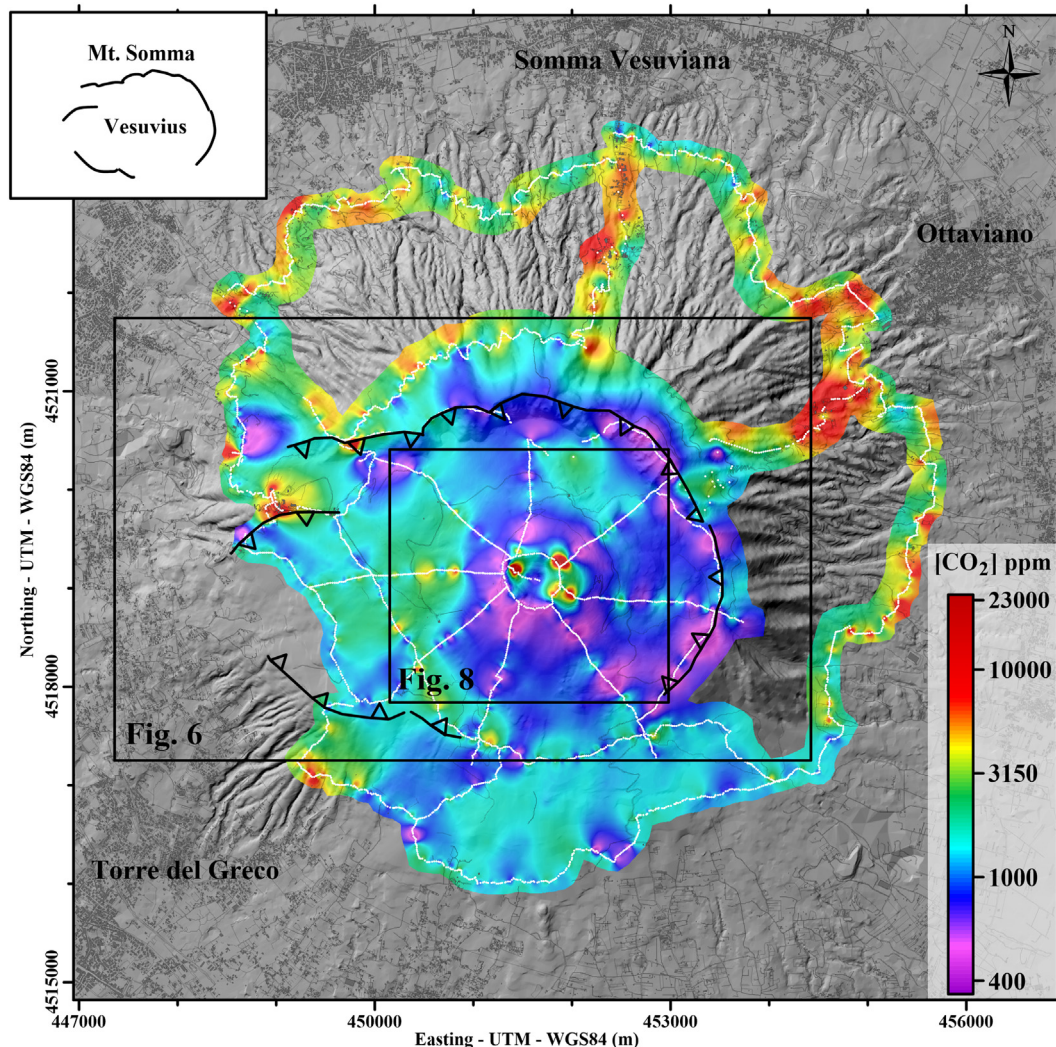 Mt. Somma
Vesuvius
Somma Vesuviana
N
Ottaviano
Fig. 8
Fig. 6
Torre del Greco
[CO₂] ppm
23000
10000
3150
1000
400
4521000
4518000
4515000
Northing - UTM - WGS84 (m)
447000
450000
453000
456000
Easting - UTM - WGS84 (m)